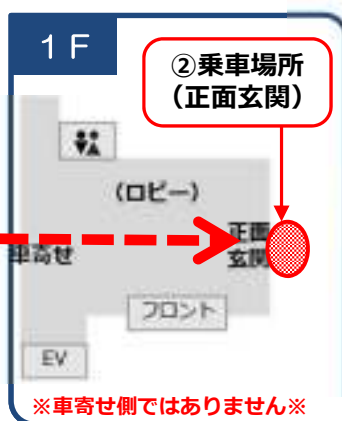 1F
②乗車場所
（正面玄関）
（ロビー）
正面
玄関
車寄せ
フロント
EV
※車寄せ側ではありません※